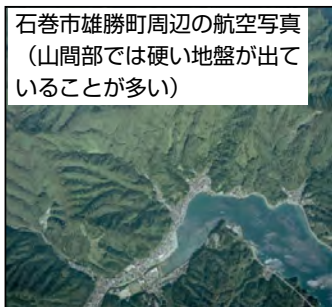 石巻市雄勝町周辺の航空写真
（山間部では硬い地盤が出て
いることが多い）